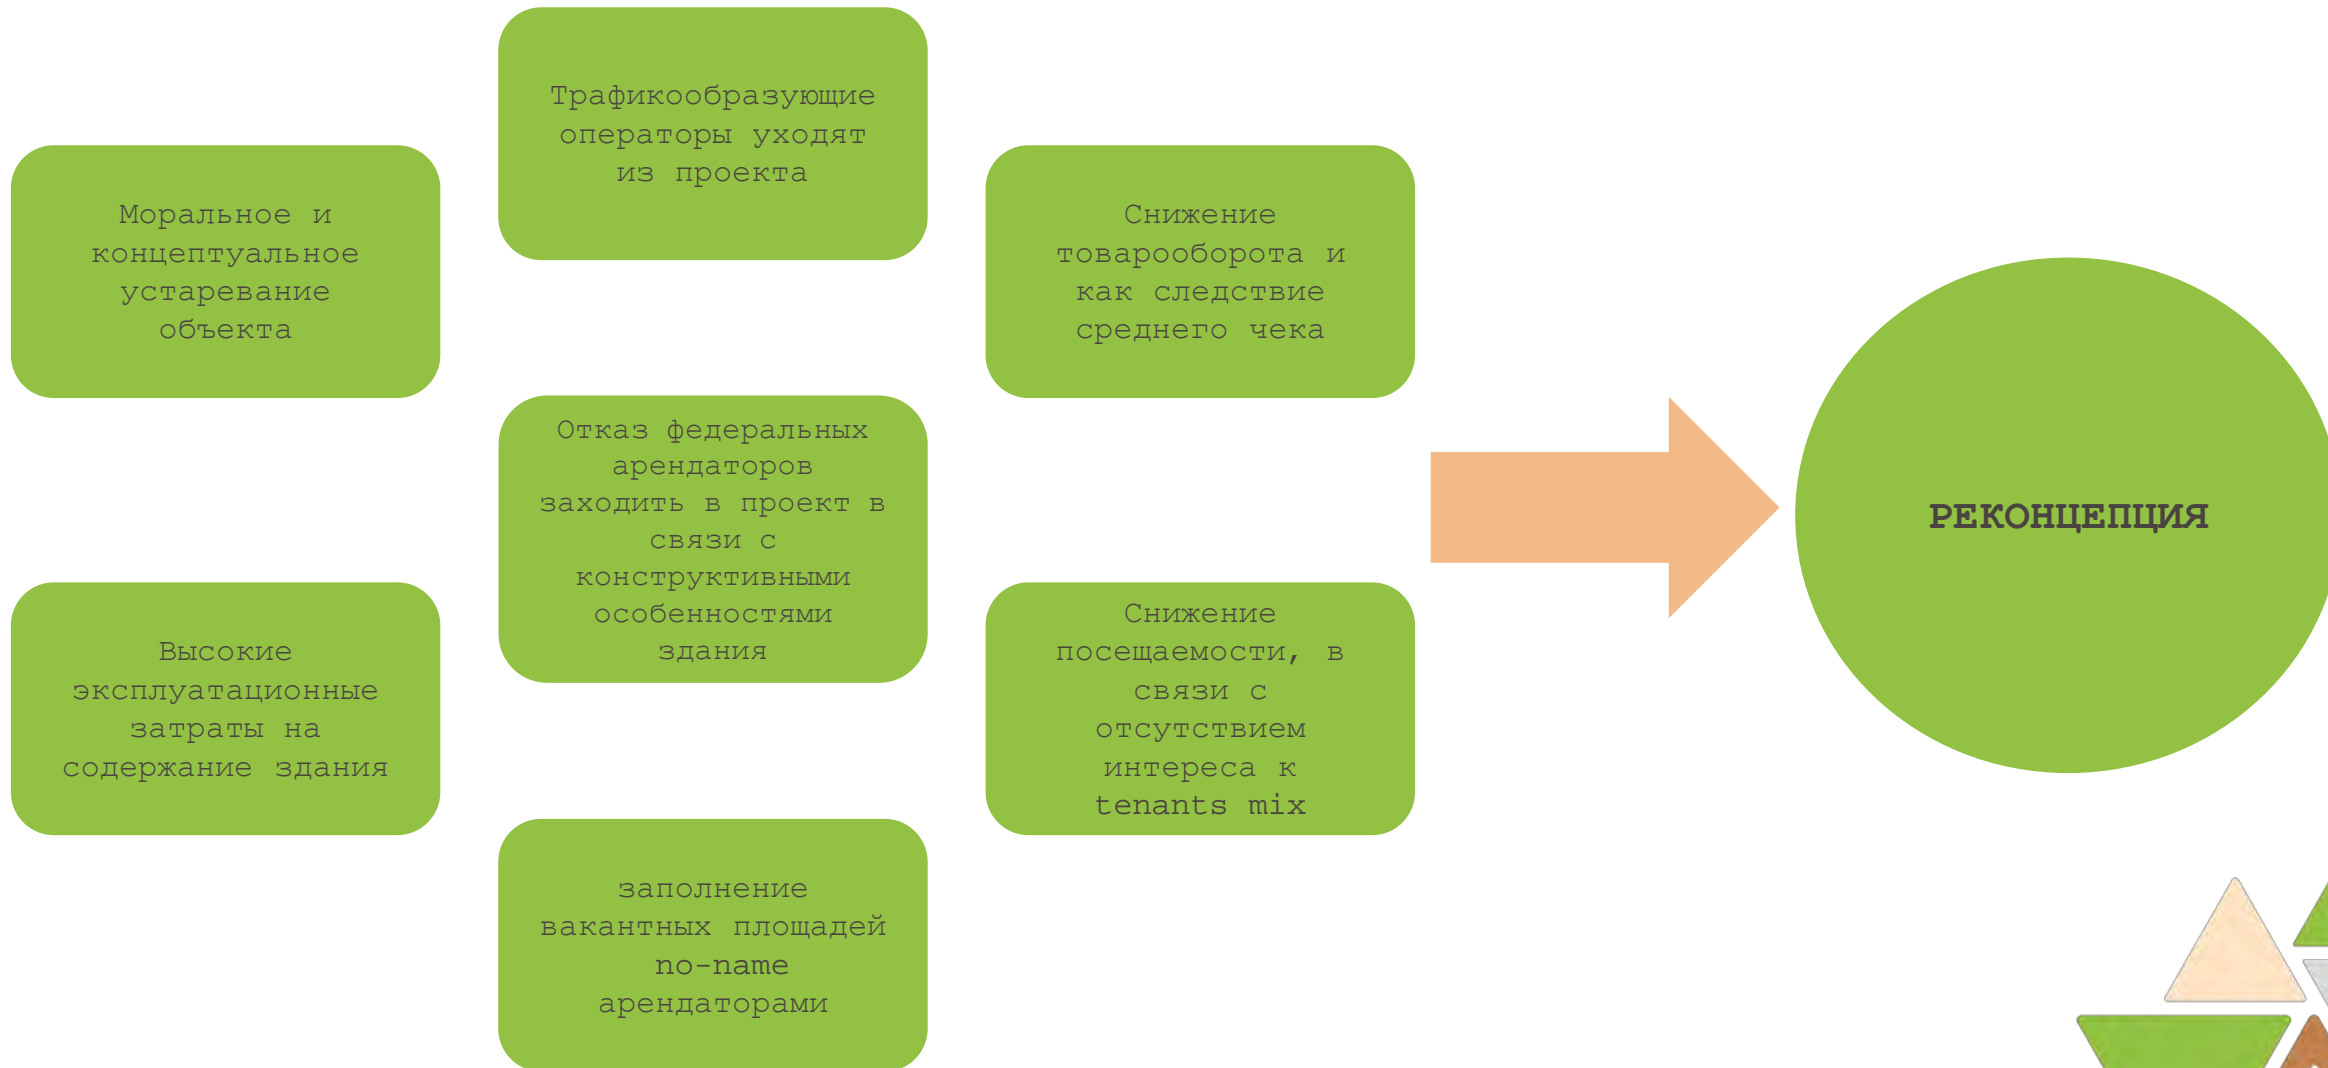 Моральное и
концептуальное
устаревание
объекта
Высокие
эксплуатационные
затраты на
содержание здания
Трафикообразующие
операторы уходят
из проекта
Отказ федеральных
арендаторов
заходить в проект в
связи с
конструктивными
особенностями
здания
заполнение
вакантных площадей
no-name
арендаторами
Снижение
товарооборота и
как следствие
среднего чека
Снижение
посещаемости, в
связи с
отсутствием
интереса к
tenants mix
РЕКОНЦЕПЦИЯ